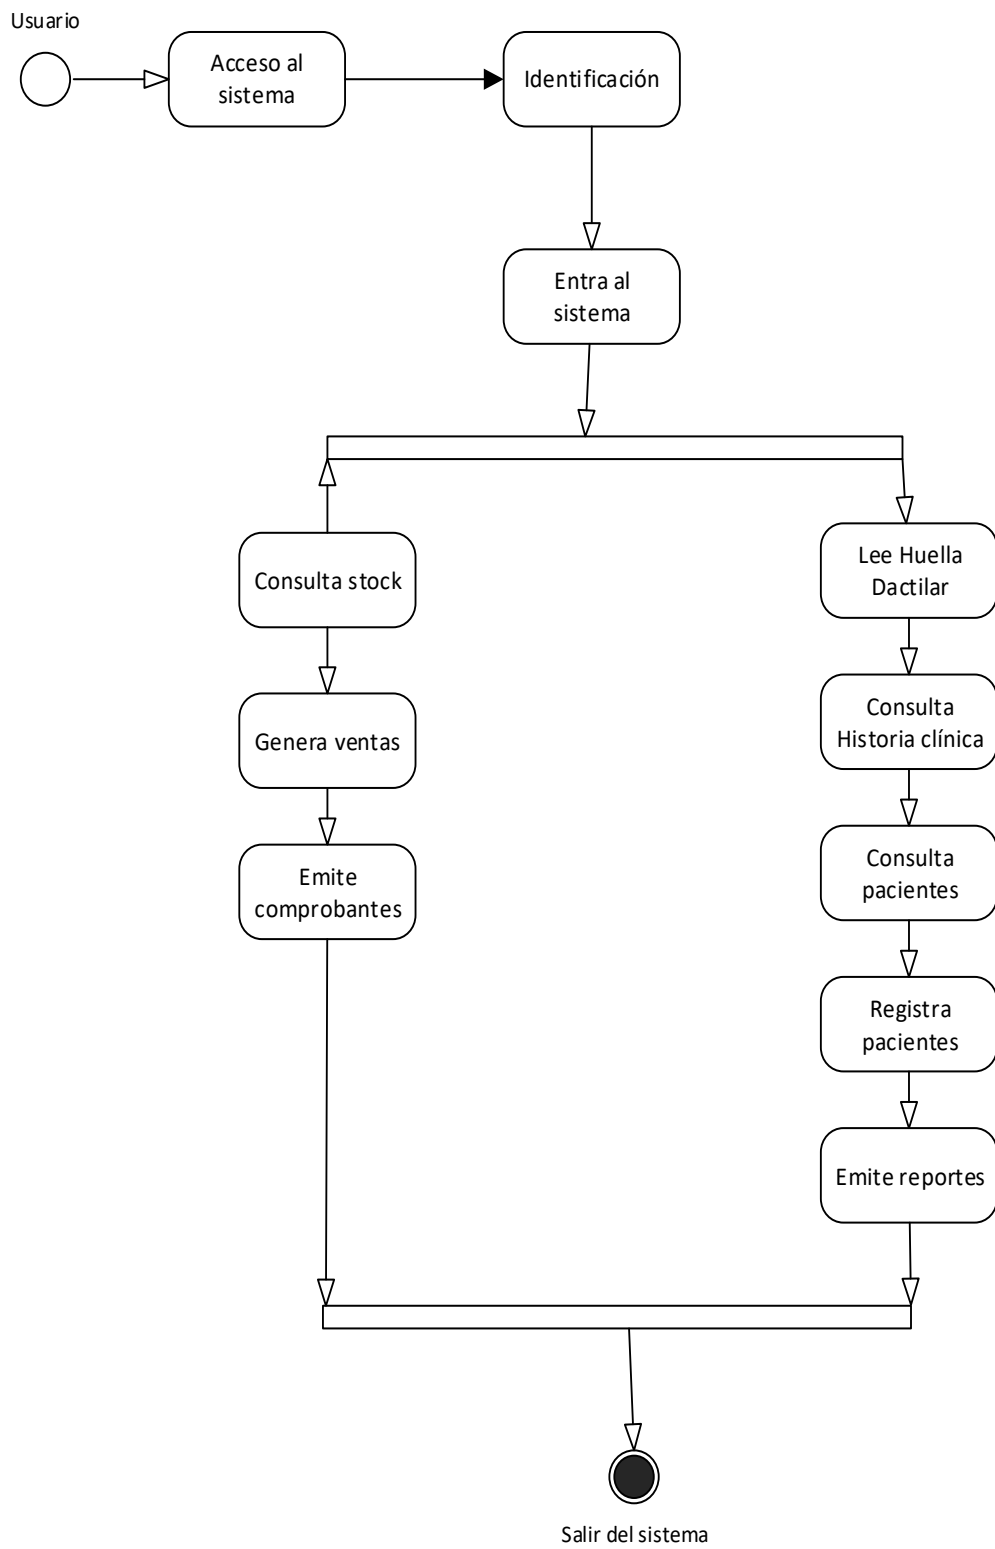 Usuario
Acceso al
sistema
Identificación
Entra al
sistema
Consulta stock
Genera ventas
Emite
comprobantes
Lee Huella
Dactilar
Consulta
Historia clínica
Consulta
pacientes
Registra
pacientes
Emite reportes
Salir del sistema